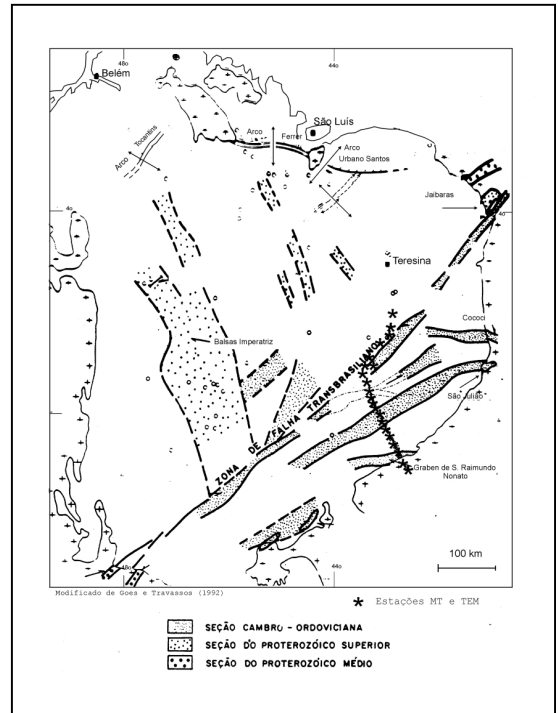 48o
44o
Belém
São Luís
Arco
Ferrer
Arco
Urbano Santos
Arco
Tocantins
Jaibaras
4o
4o
Teresina
Cococi
Balsas Imperatriz
ZONA DE FALHA TRANSBRASILIANO
São Julião
Graben de S. Raimundo
Nonato
100 km
48o
44o
Modificado de Goes e Travassos (1992)
* Estações MT e TEM
SEÇÃO CAMBRO - ORDOVICIANA
SEÇÃO DO PROTEROZÓICO SUPERIOR
SEÇÃO DO PROTEROZÓICO MÉDIO